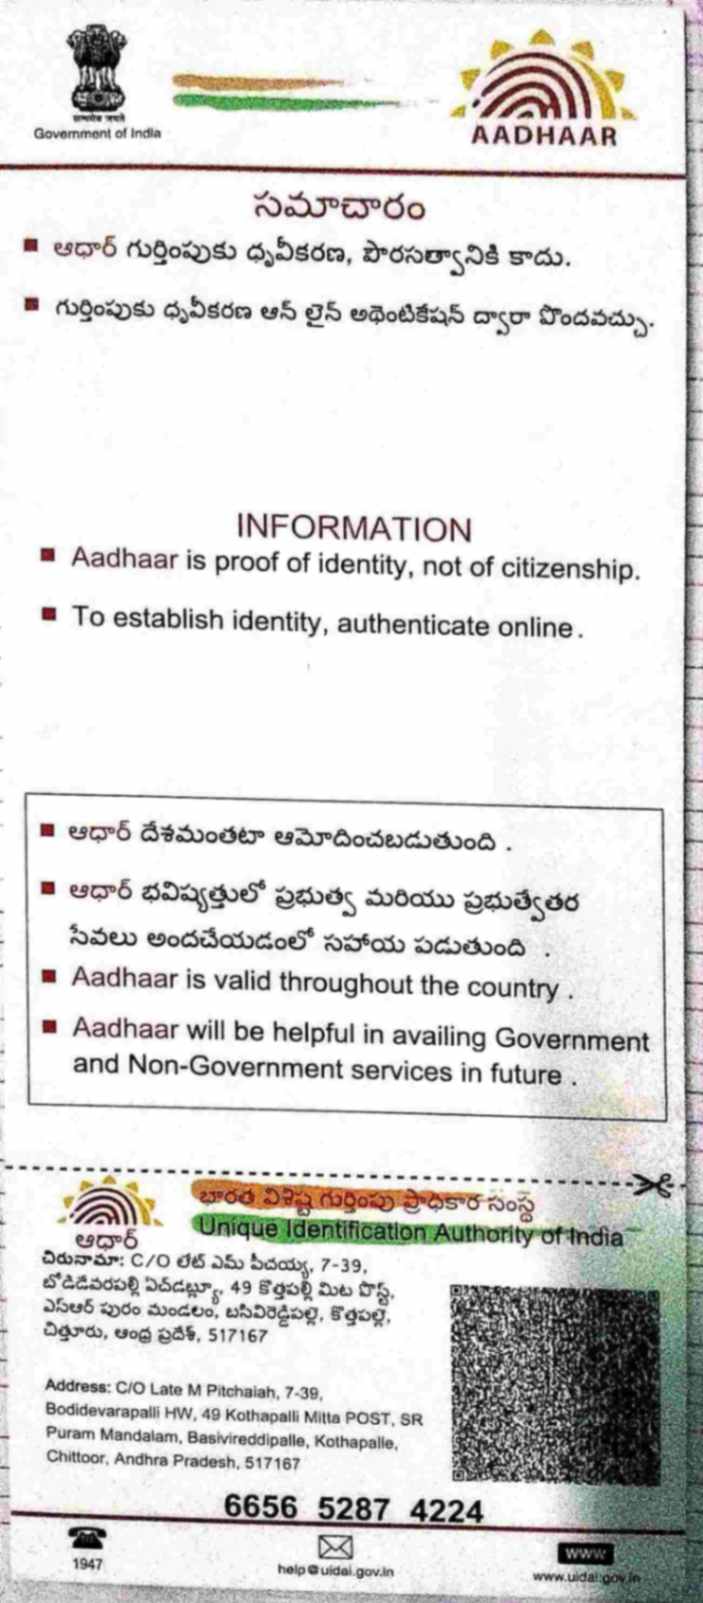 सत्यमेव जयते
Government of India
AADHAAR
సమాచారం
■ ఆధార్ గుర్తింపుకు ధృవీకరణ, పౌరసత్వానికి కాదు.
■ గుర్తింపుకు ధృవీకరణ ఆన్ లైన్ అథెంటికేషన్ ద్వారా పొందవచ్చు.
INFORMATION
■ Aadhaar is proof of identity, not of citizenship.
■ To establish identity, authenticate online.
■ ఆధార్ దేశమంతటా ఆమోదించబడుతుంది .
■ ఆధార్ భవిష్యత్తులో ప్రభుత్వ మరియు ప్రభుత్వేతర
సేవలు అందచేయడంలో సహాయ పడుతుంది .
■ Aadhaar is valid throughout the country .
■ Aadhaar will be helpful in availing Government
and Non-Government services in future .
భారత విశిష్ట గుర్తింపు ప్రాధికార సంస్థ
Unique Identification Authority of India
ఆధార్
చిరునామా: C/O లేట్ ఎమ్ పిచయ్య, 7-39,
బోడిదేవరపల్లి ఏచ్‌డబ్ల్యూ, 49 కొత్తపల్లి మిట పోస్ట్,
ఎస్ఆర్ పురం మండలం, బసివిరెడ్డిపల్లె, కొత్తపల్లె,
చిత్తూరు, ఆంధ్ర ప్రదేశ్, 517167
Address: C/O Late M Pitchaiah, 7-39,
Bodidevarapalli HW, 49 Kothapalli Mitta POST, SR
Puram Mandalam, Basivireddipalle, Kothapalle,
Chittoor, Andhra Pradesh, 517167
6656 5287 4224
1947
help@uidai.gov.in
www
www.uidai.gov.in